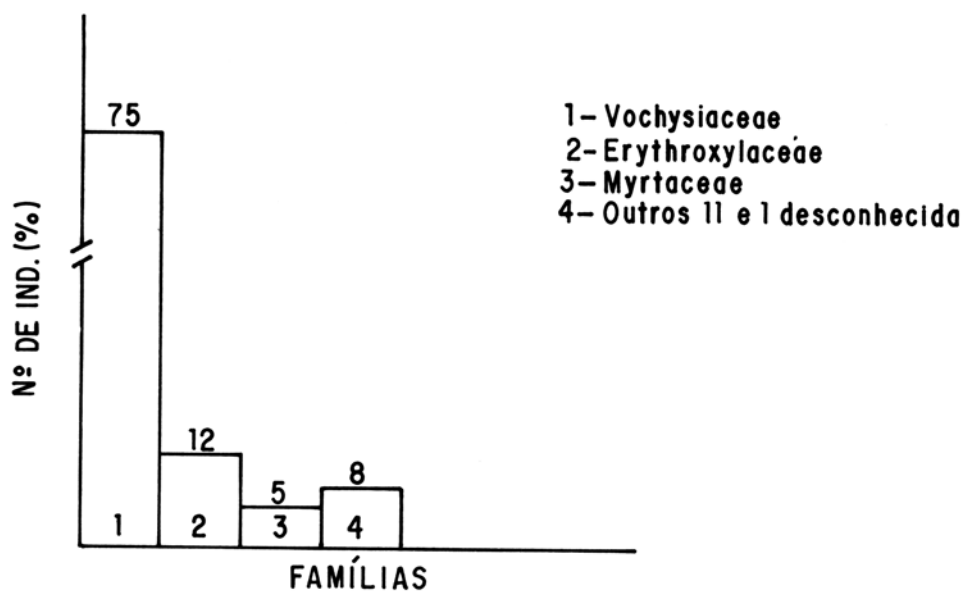 75
1- Vochysiaceae
2- Erythroxylaceae
3- Myrtaceae
4- Outros 11 e 1 desconhecida
Nº DE IND. (%)
12
5
8
1
2
3
4
FAMÍLIAS